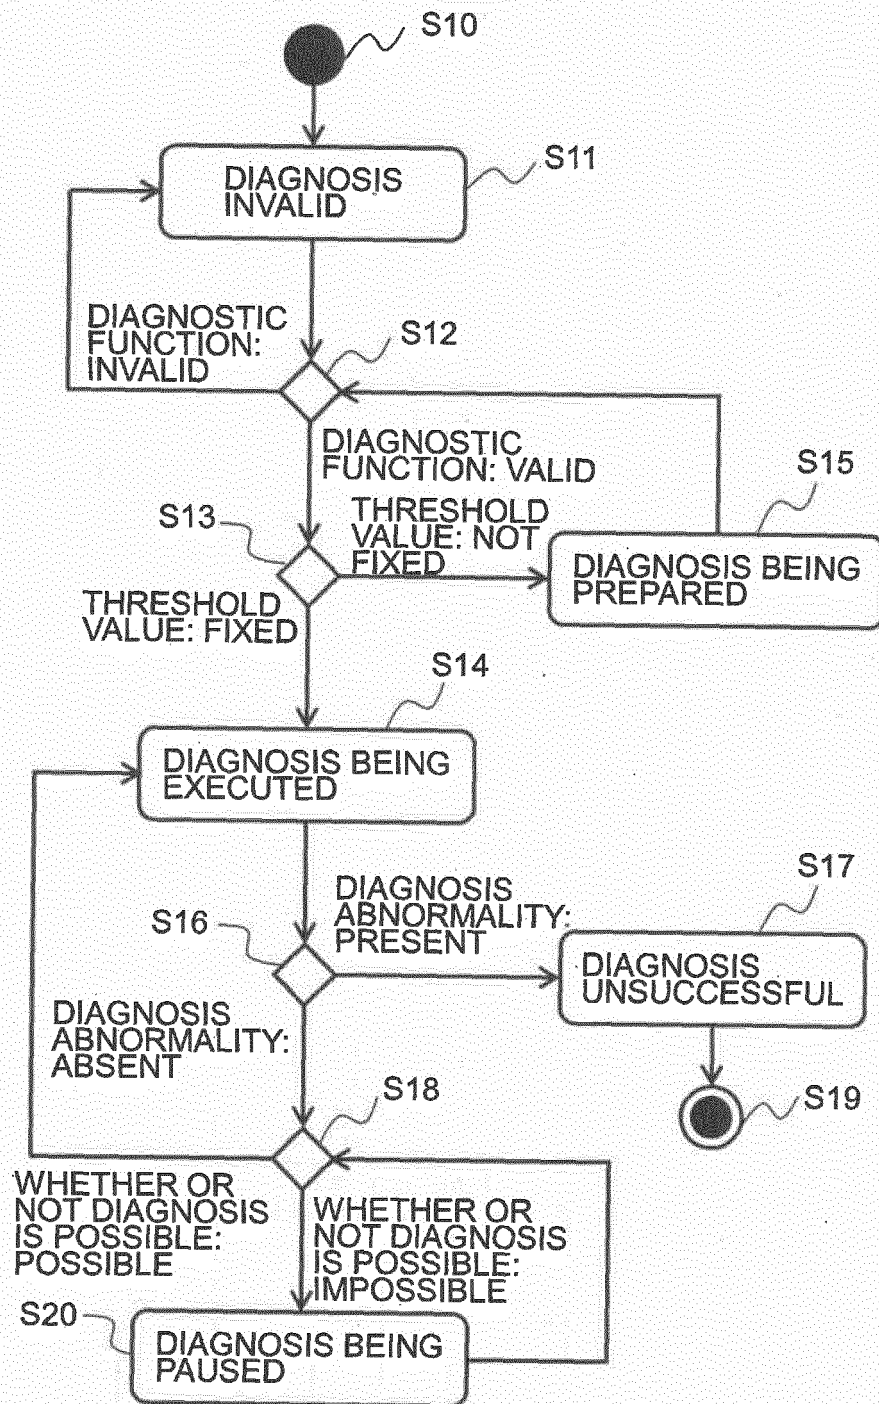 S10
S11
DIAGNOSIS
INVALID
DIAGNOSTIC
FUNCTION:
INVALID
S12
DIAGNOSTIC
FUNCTION: VALID
S15
S13
THRESHOLD
VALUE: NOT
FIXED
DIAGNOSIS BEING
PREPARED
THRESHOLD
VALUE: FIXED
S14
DIAGNOSIS BEING
EXECUTED
S17
DIAGNOSIS
ABNORMALITY:
PRESENT
S16
DIAGNOSIS
UNSUCCESSFUL
DIAGNOSIS
ABNORMALITY:
ABSENT
S18
S19
WHETHER OR
NOT DIAGNOSIS
IS POSSIBLE:
POSSIBLE
WHETHER OR
NOT DIAGNOSIS
IS POSSIBLE:
IMPOSSIBLE
S20
DIAGNOSIS BEING
PAUSED